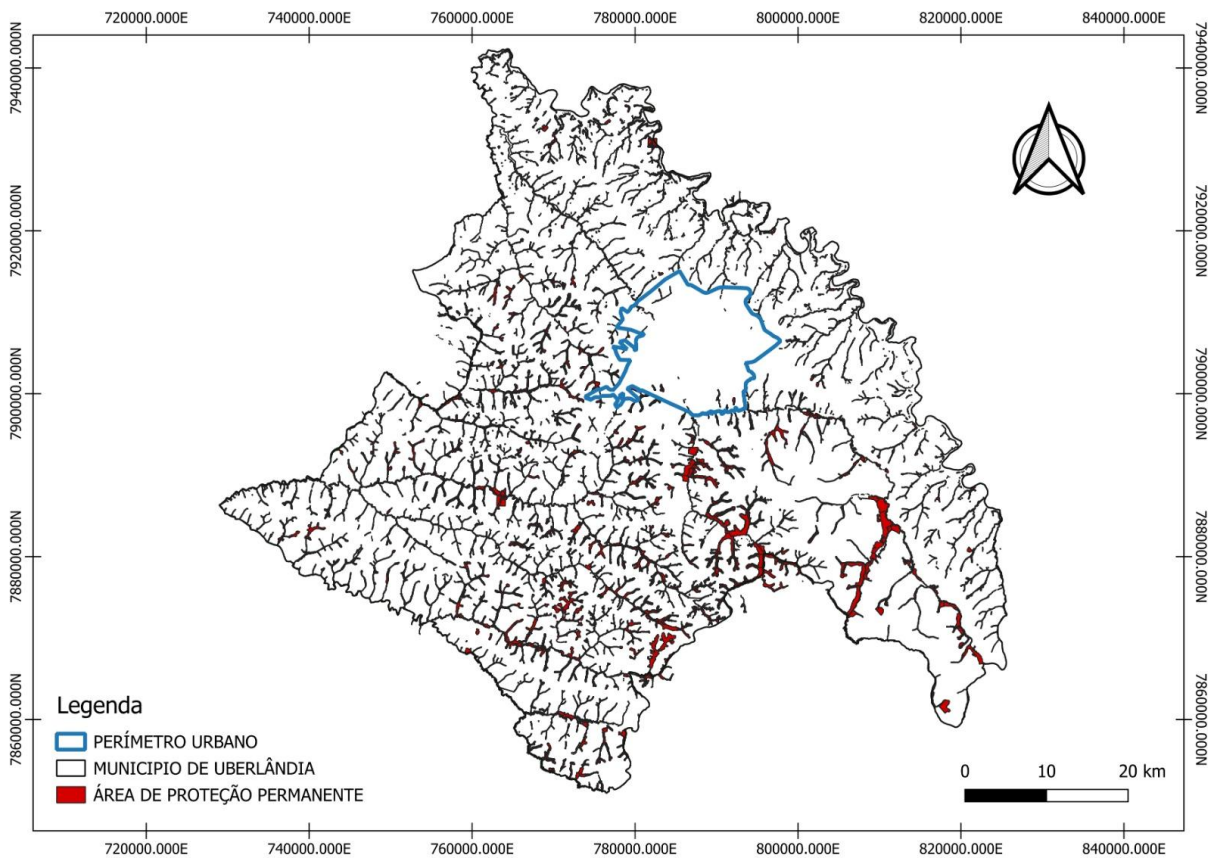 720000.000E 740000.000E 760000.000E 780000.000E 800000.000E 820000.000E 840000.000E
7940000.000N 7940000.000N
7920000.000N 7920000.000N
7900000.000N 7900000.000N
7880000.000N 7880000.000N
7860000.000N 7860000.000N
Legenda
PERÍMETRO URBANO
MUNICIPIO DE UBERLÂNDIA
ÁREA DE PROTEÇÃO PERMANENTE
0 10 20 km
720000.000E 740000.000E 760000.000E 780000.000E 800000.000E 820000.000E 840000.000E